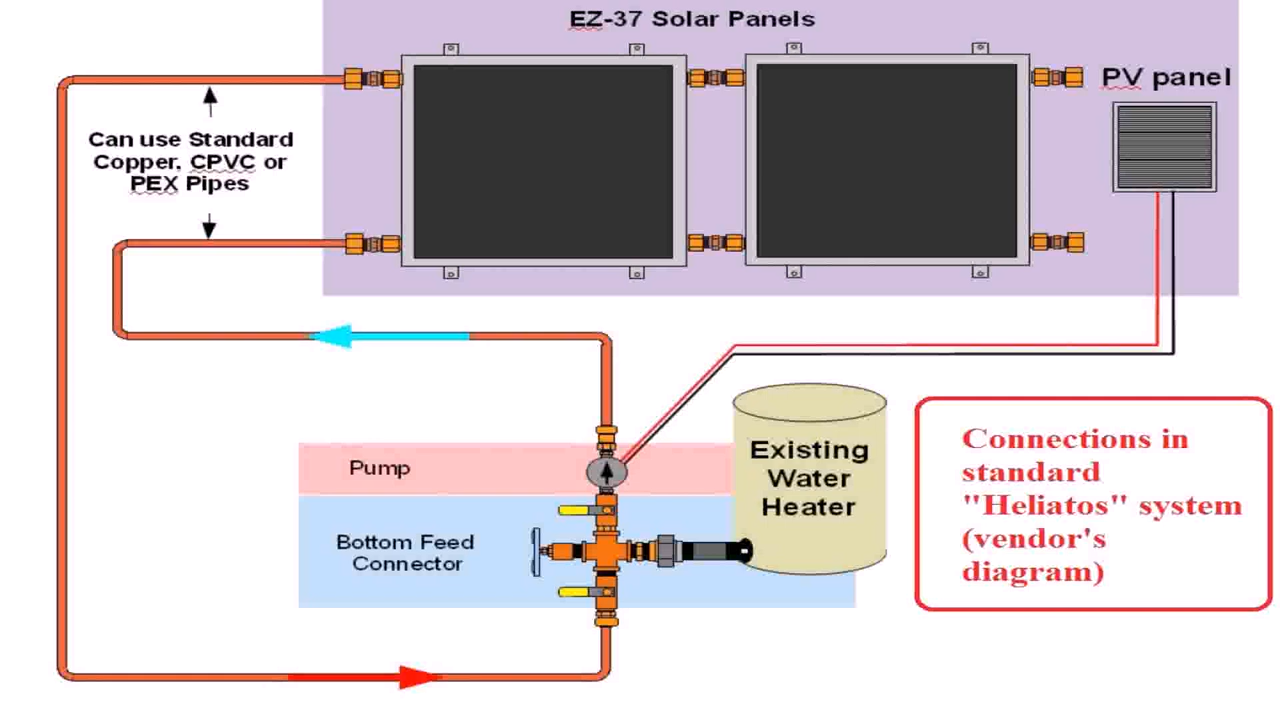 EZ-37 Solar Panels
PV panel
Can use Standard
Copper, CPVC or
PEX Pipes
Pump
Existing
Water
Heater
Bottom Feed
Connector
Connections in
standard
"Heliatos" system
(vendor's
diagram)